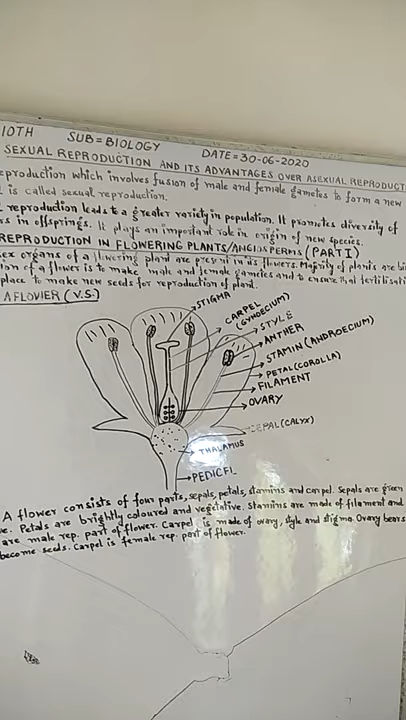 10TH SUB=BIOLOGY DATE=30-06-2020
SEXUAL REPRODUCTION AND ITS ADVANTAGES OVER ASEXUAL REPRODUCT
eproduction which involves fusion of male and female gametes to form a new
is called sexual reproduction.
reproduction leads to a greater variety in population. It promotes diversity of
rs in offsprings. It plays an important role in origin of new species.
REPRODUCTION IN FLOWERING PLANTS/ANGIOSPERMS (PART I)
ex organs of a flowering plant are present in its flowers. Majority of plants are bi
ion of a flower is to make male and female gametes and to ensure that fertilisati
place to make new seeds for reproduction of plant.
A FLOWER (V.S.)
STIGMA
CARPEL
(GYNOECIUM)
STYLE
ANTHER
STAMIN (ANDROECIUM)
PETAL (COROLLA)
FILAMENT
OVARY
SEPAL (CALYX)
THALAMUS
PEDICEL
A flower consists of four parts, sepals, petals, stamins and carpel. Sepals are green
e. Petals are brightly coloured and vegetative. Stamins are made of filament and
are male rep. part of flower. Carpel is made of ovary, style and stigma. Ovary bears
become seeds. Carpel is female rep. part of flower.